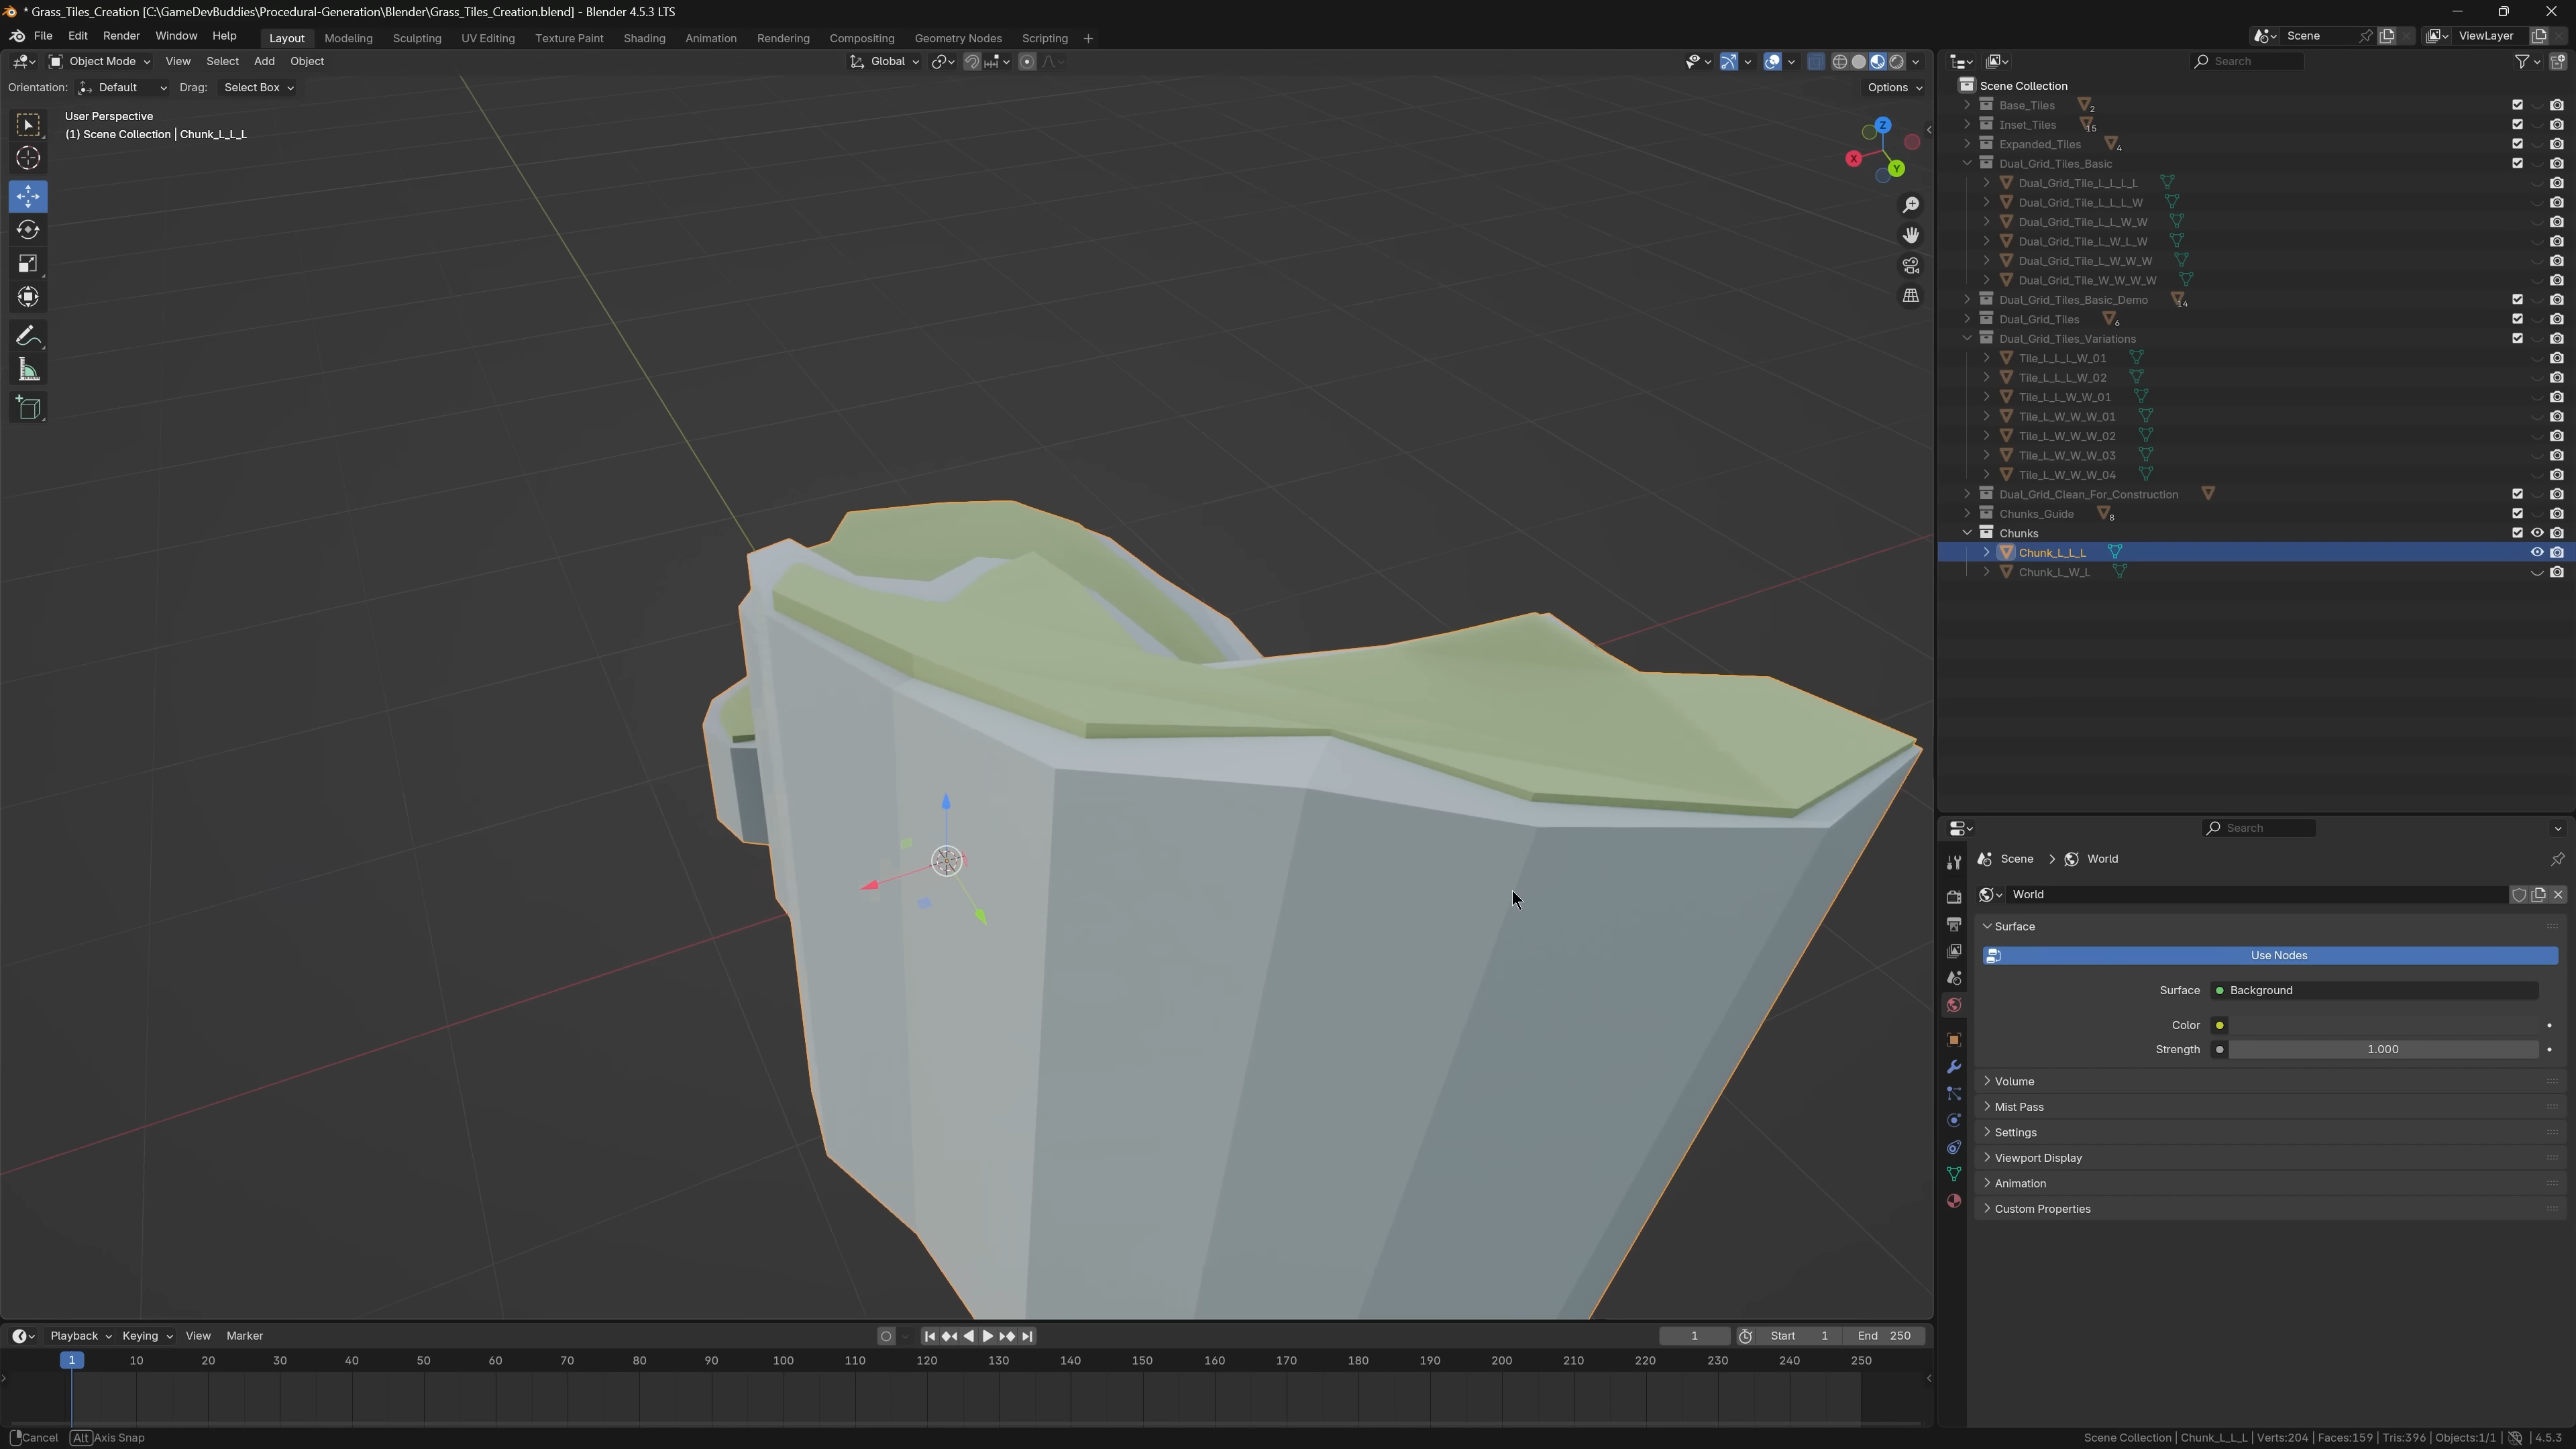 * Grass_Tiles_Creation [C:\GameDevBuddies\Procedural-Generation\Blender\Grass_Tiles_Creation.blend] - Blender 4.5.3 LTS
File Edit Render Window Help Layout Modeling Sculpting UV Editing Texture Paint Shading Animation Rendering Compositing Geometry Nodes Scripting + Scene ViewLayer
Object Mode View Select Add Object Global Search
Orientation: Default Drag: Select Box Options
User Perspective
(1) Scene Collection | Chunk_L_L_L
Z
X
Y
Scene Collection
Base_Tiles 2
Inset_Tiles 15
Expanded_Tiles 4
Dual_Grid_Tiles_Basic
Dual_Grid_Tile_L_L_L_L
Dual_Grid_Tile_L_L_L_W
Dual_Grid_Tile_L_L_W_W
Dual_Grid_Tile_L_W_L_W
Dual_Grid_Tile_L_W_W_W
Dual_Grid_Tile_W_W_W_W
Dual_Grid_Tiles_Basic_Demo 14
Dual_Grid_Tiles 6
Dual_Grid_Tiles_Variations
Tile_L_L_L_W_01
Tile_L_L_L_W_02
Tile_L_L_W_W_01
Tile_L_W_W_W_01
Tile_L_W_W_W_02
Tile_L_W_W_W_03
Tile_L_W_W_W_04
Dual_Grid_Clean_For_Construction
Chunks_Guide 8
Chunks
Chunk_L_L_L
Chunk_L_W_L
Search
Scene > World
World
Surface
Use Nodes
Surface Background
Color
Strength 1.000
Volume
Mist Pass
Settings
Viewport Display
Animation
Custom Properties
Playback Keying View Marker 1 Start 1 End 250
1 10 20 30 40 50 60 70 80 90 100 110 120 130 140 150 160 170 180 190 200 210 220 230 240 250
Cancel Alt Axis Snap
Scene Collection | Chunk_L_L_L | Verts:204 | Faces:159 | Tris:396 | Objects:1/1 | 4.5.3